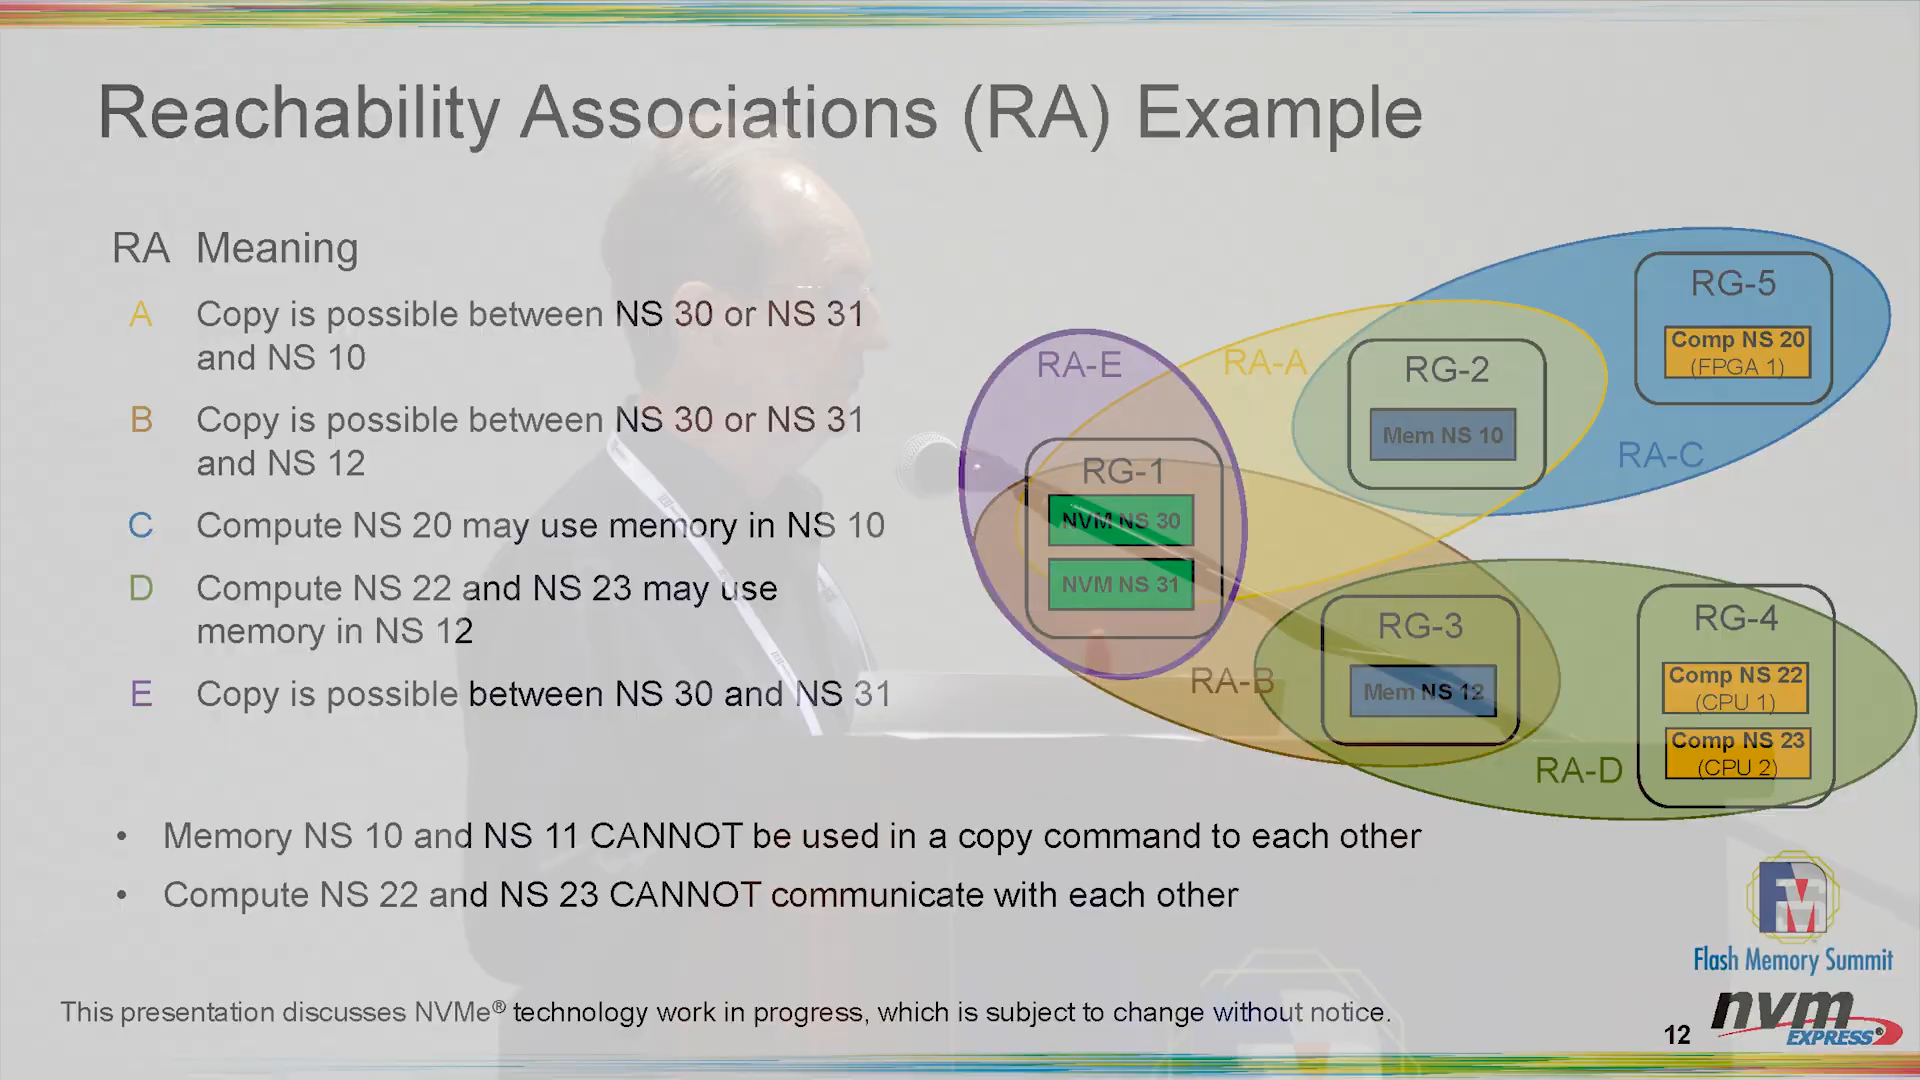 Reachability Associations (RA) Example
RA Meaning
A Copy is possible between NS 30 or NS 31
and NS 10
B Copy is possible between NS 30 or NS 31
and NS 12
C Compute NS 20 may use memory in NS 10
D Compute NS 22 and NS 23 may use
memory in NS 12
E Copy is possible between NS 30 and NS 31
RG-5
Comp NS 20
(FPGA 1)
RA-E
RA-A
RG-2
Mem NS 10
RA-C
RG-1
NVM NS 30
NVM NS 31
RG-3
Mem NS 12
RA-B
RG-4
Comp NS 22
(CPU 1)
Comp NS 23
(CPU 2)
RA-D
• Memory NS 10 and NS 11 CANNOT be used in a copy command to each other
• Compute NS 22 and NS 23 CANNOT communicate with each other
Flash Memory Summit
This presentation discusses NVMe® technology work in progress, which is subject to change without notice.
12
nvm
EXPRESS®